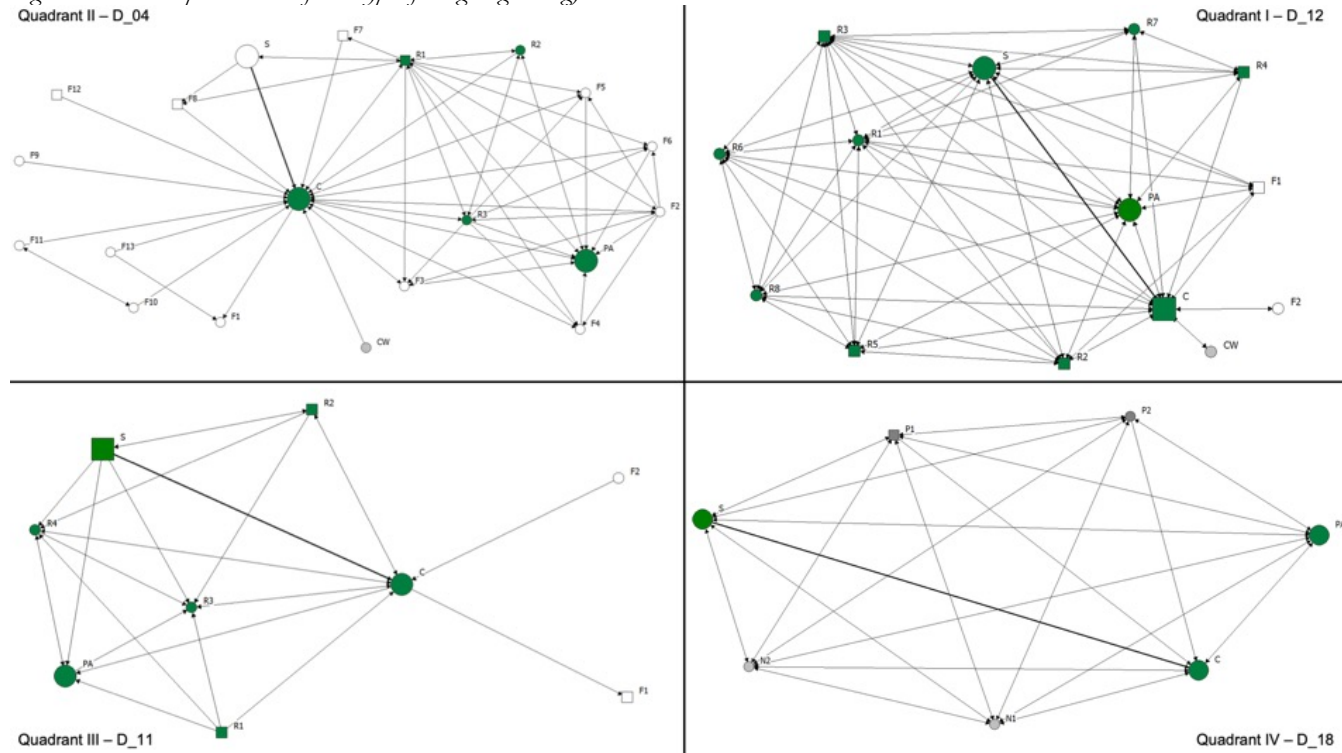 Quadrant II – D_04
S
F7
R1
R2
F12
F8
F5
F9
F6
C
R3
F2
F11
F13
PA
F3
F10
F1
F4
CW
Quadrant I – D_12
R3
R7
S
R4
R1
R6
F1
PA
R8
C
F2
R5
R2
CW
R2
S
F2
R4
C
R3
PA
F1
R1
Quadrant III – D_11
P2
P1
S
C
N2
N1
Quadrant IV – D_18